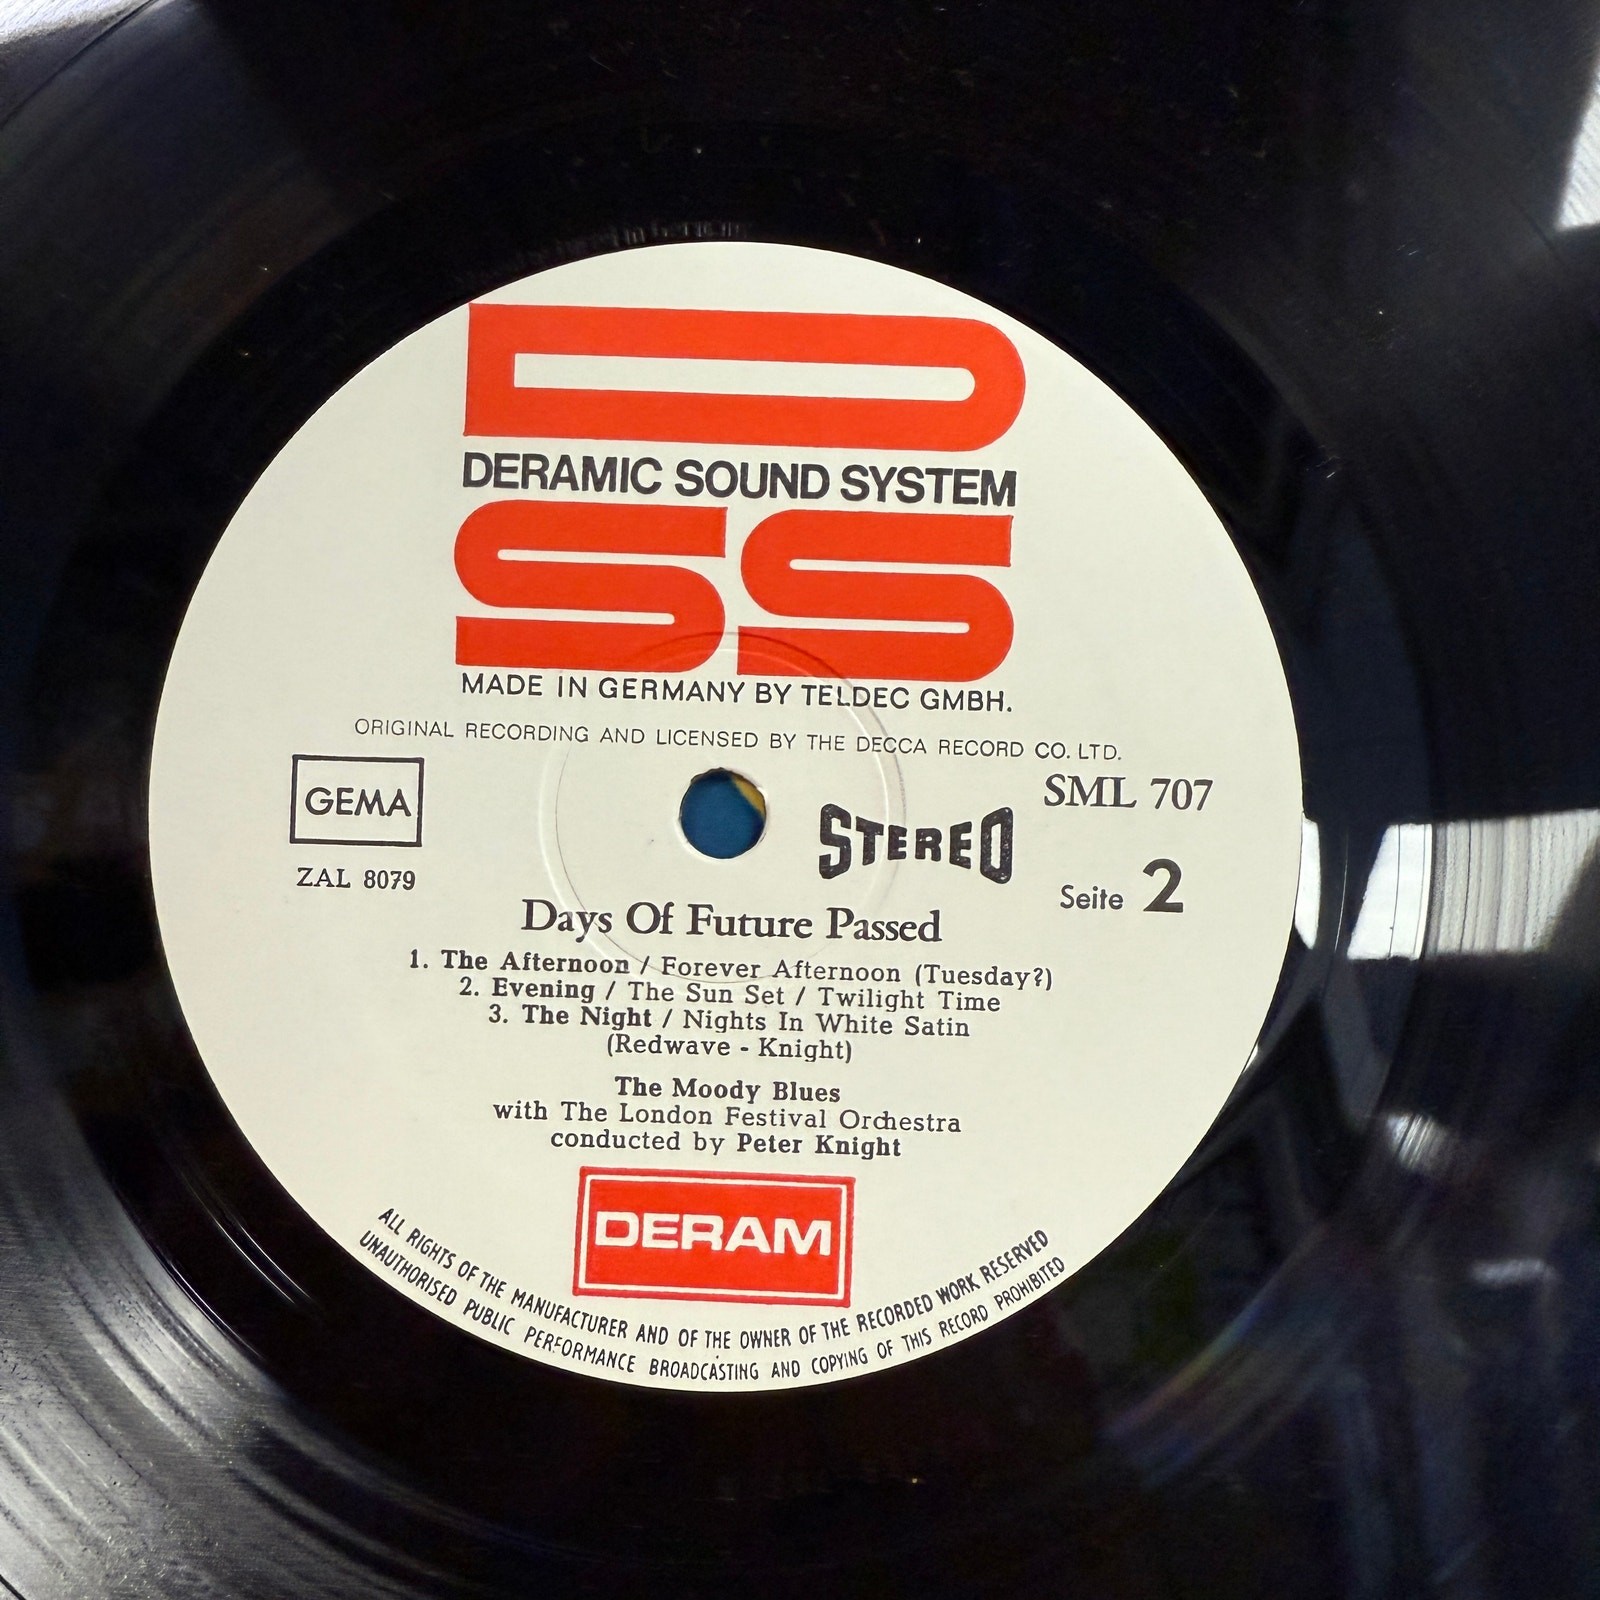 D
DERAMIC SOUND SYSTEM
SS
MADE IN GERMANY BY TELDEC GMBH.
ORIGINAL RECORDING AND LICENSED BY THE DECCA RECORD CO. LTD.
GEMA
ZAL 8079
STEREO
SML 707
Seite 2
Days Of Future Passed
1. The Afternoon / Forever Afternoon (Tuesday?)
2. Evening / The Sun Set / Twilight Time
3. The Night / Nights In White Satin
(Redwave - Knight)
The Moody Blues
with The London Festival Orchestra
conducted by Peter Knight
DERAM
ALL RIGHTS OF THE MANUFACTURER AND OF THE OWNER OF THE RECORDED WORK RESERVED
UNAUTHORISED PUBLIC PERFORMANCE BROADCASTING AND COPYING OF THIS RECORD PROHIBITED